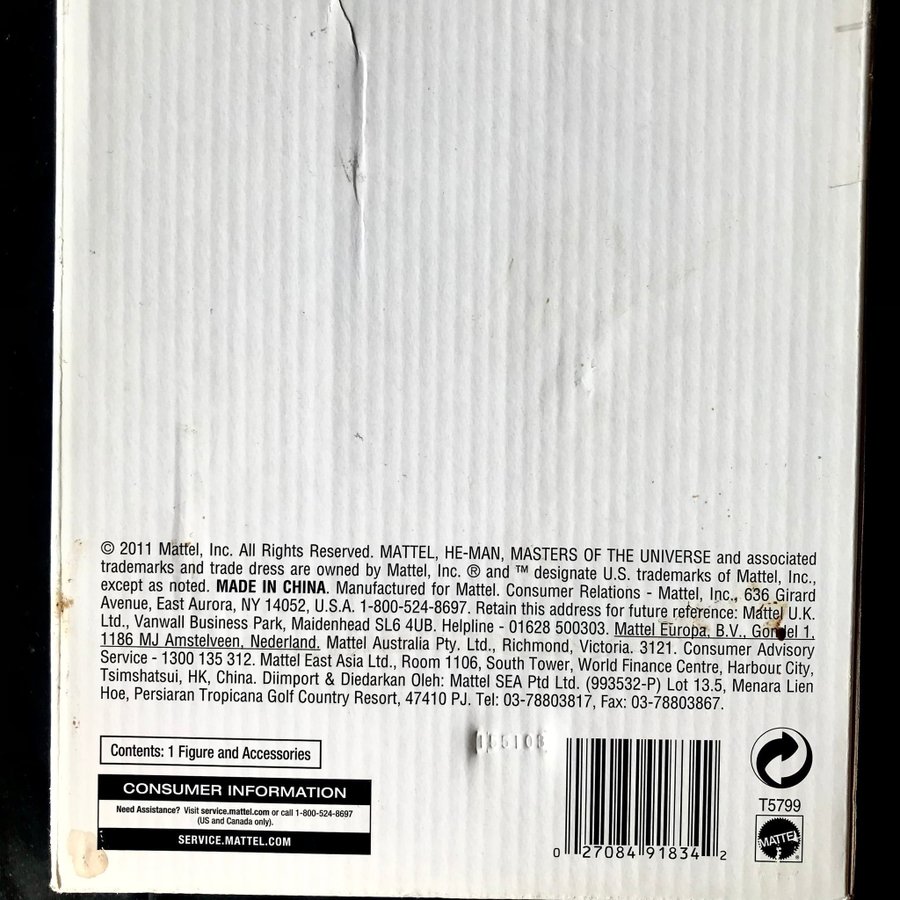 © 2011 Mattel, Inc. All Rights Reserved. MATTEL, HE-MAN, MASTERS OF THE UNIVERSE and associated
trademarks and trade dress are owned by Mattel, Inc. ® and ™ designate U.S. trademarks of Mattel, Inc.,
except as noted. MADE IN CHINA. Manufactured for Mattel. Consumer Relations - Mattel, Inc., 636 Girard
Avenue, East Aurora, NY 14052, U.S.A. 1-800-524-8697. Retain this address for future reference: Mattel U.K.
Ltd., Vanwall Business Park, Maidenhead SL6 4UB. Helpline - 01628 500303. Mattel Europa, B.V., Gondel 1,
1186 MJ Amstelveen, Nederland. Mattel Australia Pty. Ltd., Richmond, Victoria. 3121. Consumer Advisory
Service - 1300 135 312. Mattel East Asia Ltd., Room 1106, South Tower, World Finance Centre, Harbour City,
Tsimshatsui, HK, China. Diimport & Diedarkan Oleh: Mattel SEA Ptd Ltd. (993532-P) Lot 13.5, Menara Lien
Hoe, Persiaran Tropicana Golf Country Resort, 47410 PJ. Tel: 03-78803817, Fax: 03-78803867.
Contents: 1 Figure and Accessories
CONSUMER INFORMATION
Need Assistance? Visit service.mattel.com or call 1-800-524-8697
(US and Canada only).
SERVICE.MATTEL.COM
0 27084 91834 2
T5799
MATTEL